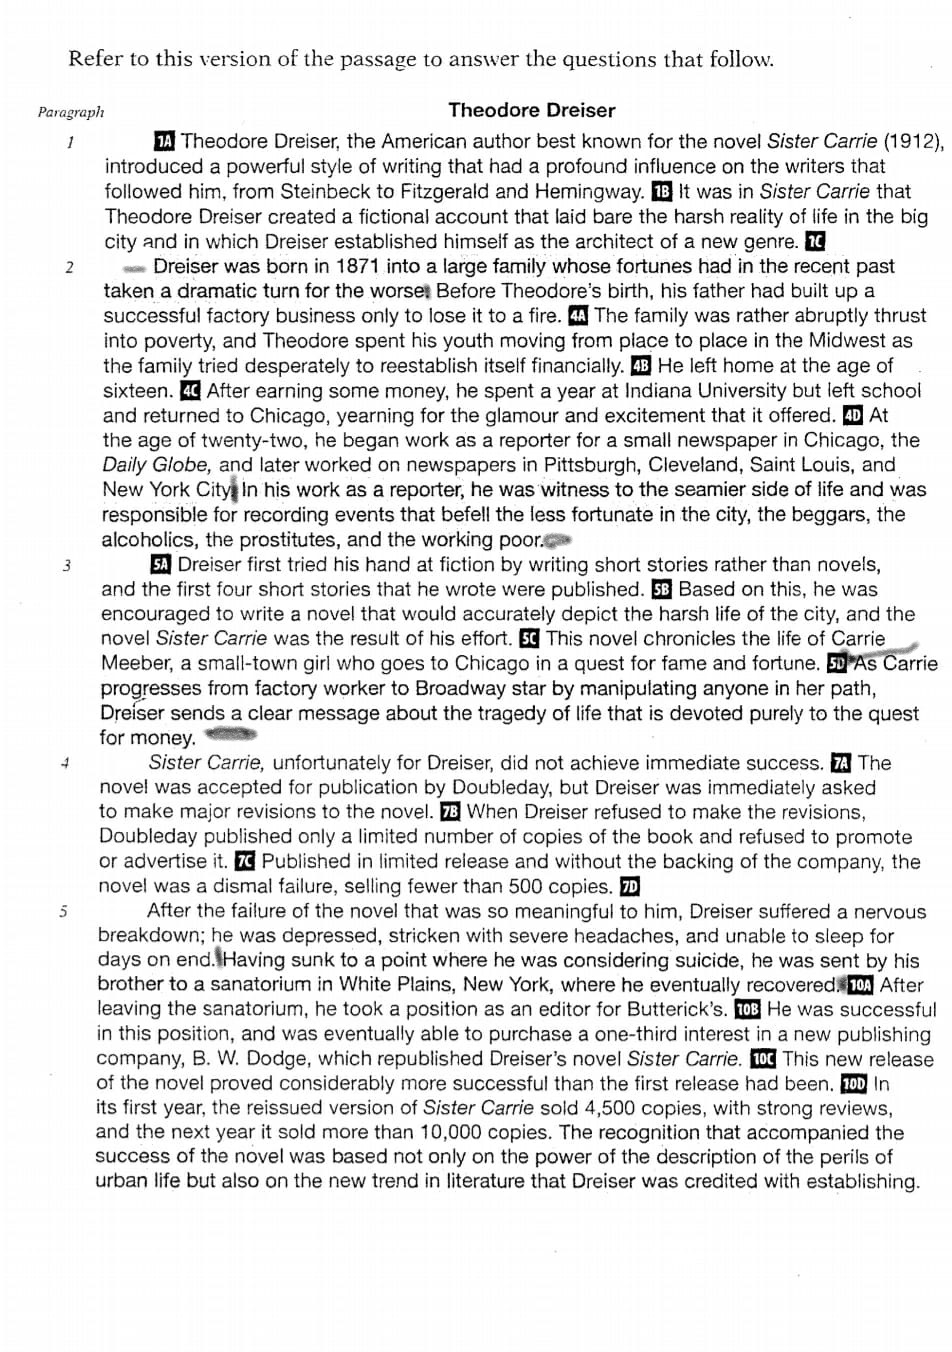 Refer to this version of the passage to answer the questions that follow.
Paragraph Theodore Dreiser
1 1A Theodore Dreiser, the American author best known for the novel Sister Carrie (1912),
introduced a powerful style of writing that had a profound influence on the writers that
followed him, from Steinbeck to Fitzgerald and Hemingway. 1B It was in Sister Carrie that
Theodore Dreiser created a fictional account that laid bare the harsh reality of life in the big
city and in which Dreiser established himself as the architect of a new genre. 1C
2 Dreiser was born in 1871 into a large family whose fortunes had in the recent past
taken a dramatic turn for the worse. Before Theodore's birth, his father had built up a
successful factory business only to lose it to a fire. 4A The family was rather abruptly thrust
into poverty, and Theodore spent his youth moving from place to place in the Midwest as
the family tried desperately to reestablish itself financially. 4B He left home at the age of
sixteen. 4C After earning some money, he spent a year at Indiana University but left school
and returned to Chicago, yearning for the glamour and excitement that it offered. 4D At
the age of twenty-two, he began work as a reporter for a small newspaper in Chicago, the
Daily Globe, and later worked on newspapers in Pittsburgh, Cleveland, Saint Louis, and
New York City. In his work as a reporter, he was witness to the seamier side of life and was
responsible for recording events that befell the less fortunate in the city, the beggars, the
alcoholics, the prostitutes, and the working poor.
3 5A Dreiser first tried his hand at fiction by writing short stories rather than novels,
and the first four short stories that he wrote were published. 5B Based on this, he was
encouraged to write a novel that would accurately depict the harsh life of the city, and the
novel Sister Carrie was the result of his effort. 5C This novel chronicles the life of Carrie
Meeber, a small-town girl who goes to Chicago in a quest for fame and fortune. 5D As Carrie
progresses from factory worker to Broadway star by manipulating anyone in her path,
Dreiser sends a clear message about the tragedy of life that is devoted purely to the quest
for money.
4 Sister Carrie, unfortunately for Dreiser, did not achieve immediate success. 7A The
novel was accepted for publication by Doubleday, but Dreiser was immediately asked
to make major revisions to the novel. 7B When Dreiser refused to make the revisions,
Doubleday published only a limited number of copies of the book and refused to promote
or advertise it. 7C Published in limited release and without the backing of the company, the
novel was a dismal failure, selling fewer than 500 copies. 7D
5 After the failure of the novel that was so meaningful to him, Dreiser suffered a nervous
breakdown; he was depressed, stricken with severe headaches, and unable to sleep for
days on end. Having sunk to a point where he was considering suicide, he was sent by his
brother to a sanatorium in White Plains, New York, where he eventually recovered. 10A After
leaving the sanatorium, he took a position as an editor for Butterick's. 10B He was successful
in this position, and was eventually able to purchase a one-third interest in a new publishing
company, B. W. Dodge, which republished Dreiser's novel Sister Carrie. 10C This new release
of the novel proved considerably more successful than the first release had been. 10D In
its first year, the reissued version of Sister Carrie sold 4,500 copies, with strong reviews,
and the next year it sold more than 10,000 copies. The recognition that accompanied the
success of the novel was based not only on the power of the description of the perils of
urban life but also on the new trend in literature that Dreiser was credited with establishing.